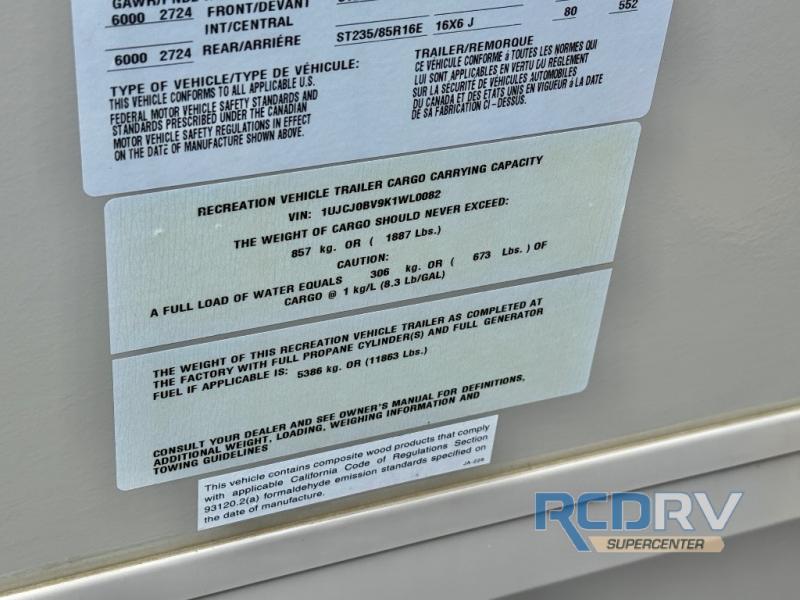 6000 2724 FRONT/DEVANT
INT/CENTRAL
6000 2724 REAR/ARRIÉRE ST235/85R16E 16X6 J 80 552
TYPE OF VEHICLE/TYPE DE VÉHICULE:
THIS VEHICLE CONFORMS TO ALL APPLICABLE U.S.
FEDERAL MOTOR VEHICLE SAFETY STANDARDS AND
STANDARDS PRESCRIBED UNDER THE CANADIAN
MOTOR VEHICLE SAFETY REGULATIONS IN EFFECT
ON THE DATE OF MANUFACTURE SHOWN ABOVE.
TRAILER/REMORQUE
CE VÉHICULE CONFORME À TOUTES LES NORMES QUI
LUI SONT APPLICABLES EN VERTU DU RÈGLEMENT
SUR LA SÉCURITÉ DE VÉHICULES AUTOMOBILES
DU CANADA ET DES ETATS UNIS EN VIGUEUR À LA DATE
DE SA FABRICATION CI-DESSUS.
RECREATION VEHICLE TRAILER CARGO CARRYING CAPACITY
VIN: 1UJCJ0BV9K1WL0082
THE WEIGHT OF CARGO SHOULD NEVER EXCEED:
857 kg. OR ( 1887 Lbs.)
CAUTION:
A FULL LOAD OF WATER EQUALS 306 kg. OR ( 673 Lbs.) OF
CARGO @ 1 kg/L (8.3 Lb/GAL)
THE WEIGHT OF THIS RECREATION VEHICLE TRAILER AS COMPLETED AT
THE FACTORY WITH FULL PROPANE CYLINDER(S) AND FULL GENERATOR
FUEL IF APPLICABLE IS: 5386 kg. OR (11863 Lbs.)
CONSULT YOUR DEALER AND SEE OWNER'S MANUAL FOR DEFINITIONS,
ADDITIONAL WEIGHT, LOADING, WEIGHING INFORMATION AND
TOWING GUIDELINES
This vehicle contains composite wood products that comply
with applicable California Code of Regulations Section
93120.2(a) formaldehyde emission standards specified on
the date of manufacture.
RCDRV
SUPERCENTER